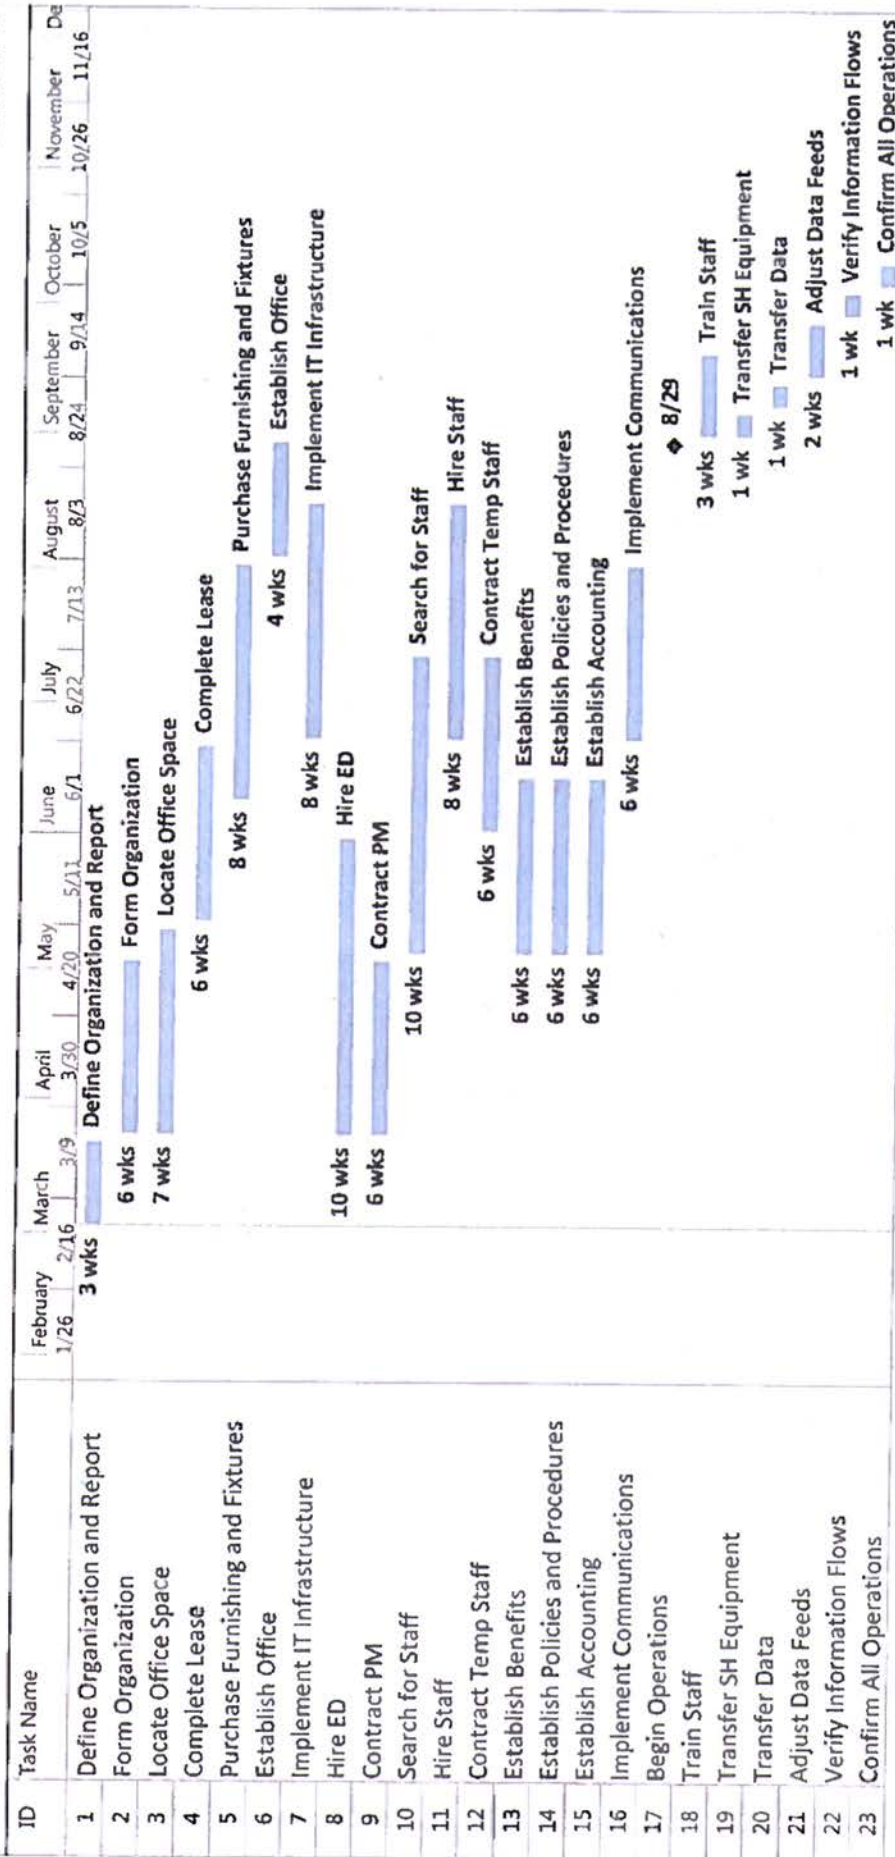 ID Task Name February March April May June July August September October November De
1/26 2/16 3/9 3/30 4/20 5/11 6/1 6/22 7/13 8/3 8/24 9/14 10/5 10/26 11/16
1 Define Organization and Report 3 wks Define Organization and Report
2 Form Organization 6 wks Form Organization
3 Locate Office Space 7 wks Locate Office Space
4 Complete Lease 6 wks Complete Lease
5 Purchase Furnishing and Fixtures 8 wks Purchase Furnishing and Fixtures
6 Establish Office 4 wks Establish Office
7 Implement IT Infrastructure 8 wks Implement IT Infrastructure
8 Hire ED 10 wks Hire ED
9 Contract PM 6 wks Contract PM
10 Search for Staff 10 wks Search for Staff
11 Hire Staff 8 wks Hire Staff
12 Contract Temp Staff 6 wks Contract Temp Staff
13 Establish Benefits 6 wks Establish Benefits
14 Establish Policies and Procedures 6 wks Establish Policies and Procedures
15 Establish Accounting 6 wks Establish Accounting
16 Implement Communications 6 wks Implement Communications
17 Begin Operations 8/29
18 Train Staff 3 wks Train Staff
19 Transfer SH Equipment 1 wk Transfer SH Equipment
20 Transfer Data 1 wk Transfer Data
21 Adjust Data Feeds 2 wks Adjust Data Feeds
22 Verify Information Flows 1 wk Verify Information Flows
23 Confirm All Operations 1 wk Confirm All Operations